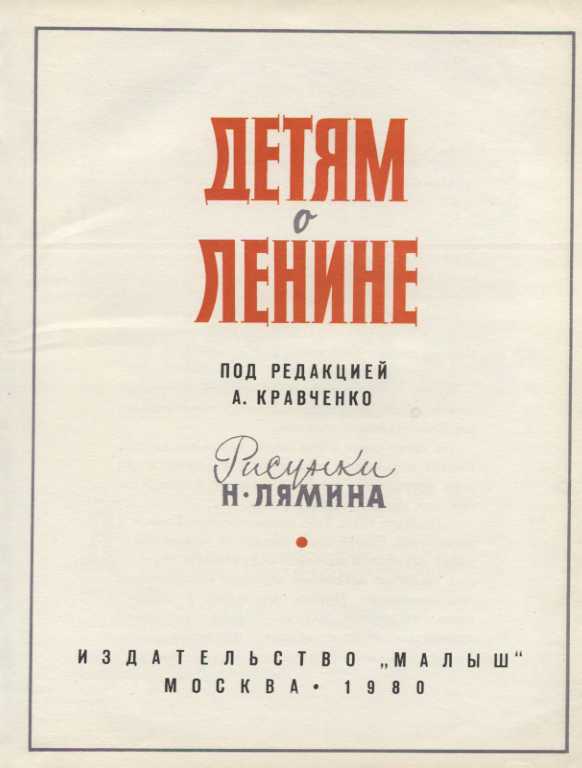 ДЕТЯМ
о
ЛЕНИНЕ
ПОД РЕДАКЦИЕЙ
А. КРАВЧЕНКО
Рисунки
Н·ЛЯМИНА
ИЗДАТЕЛЬСТВО „МАЛЫШ“
МОСКВА · 1980